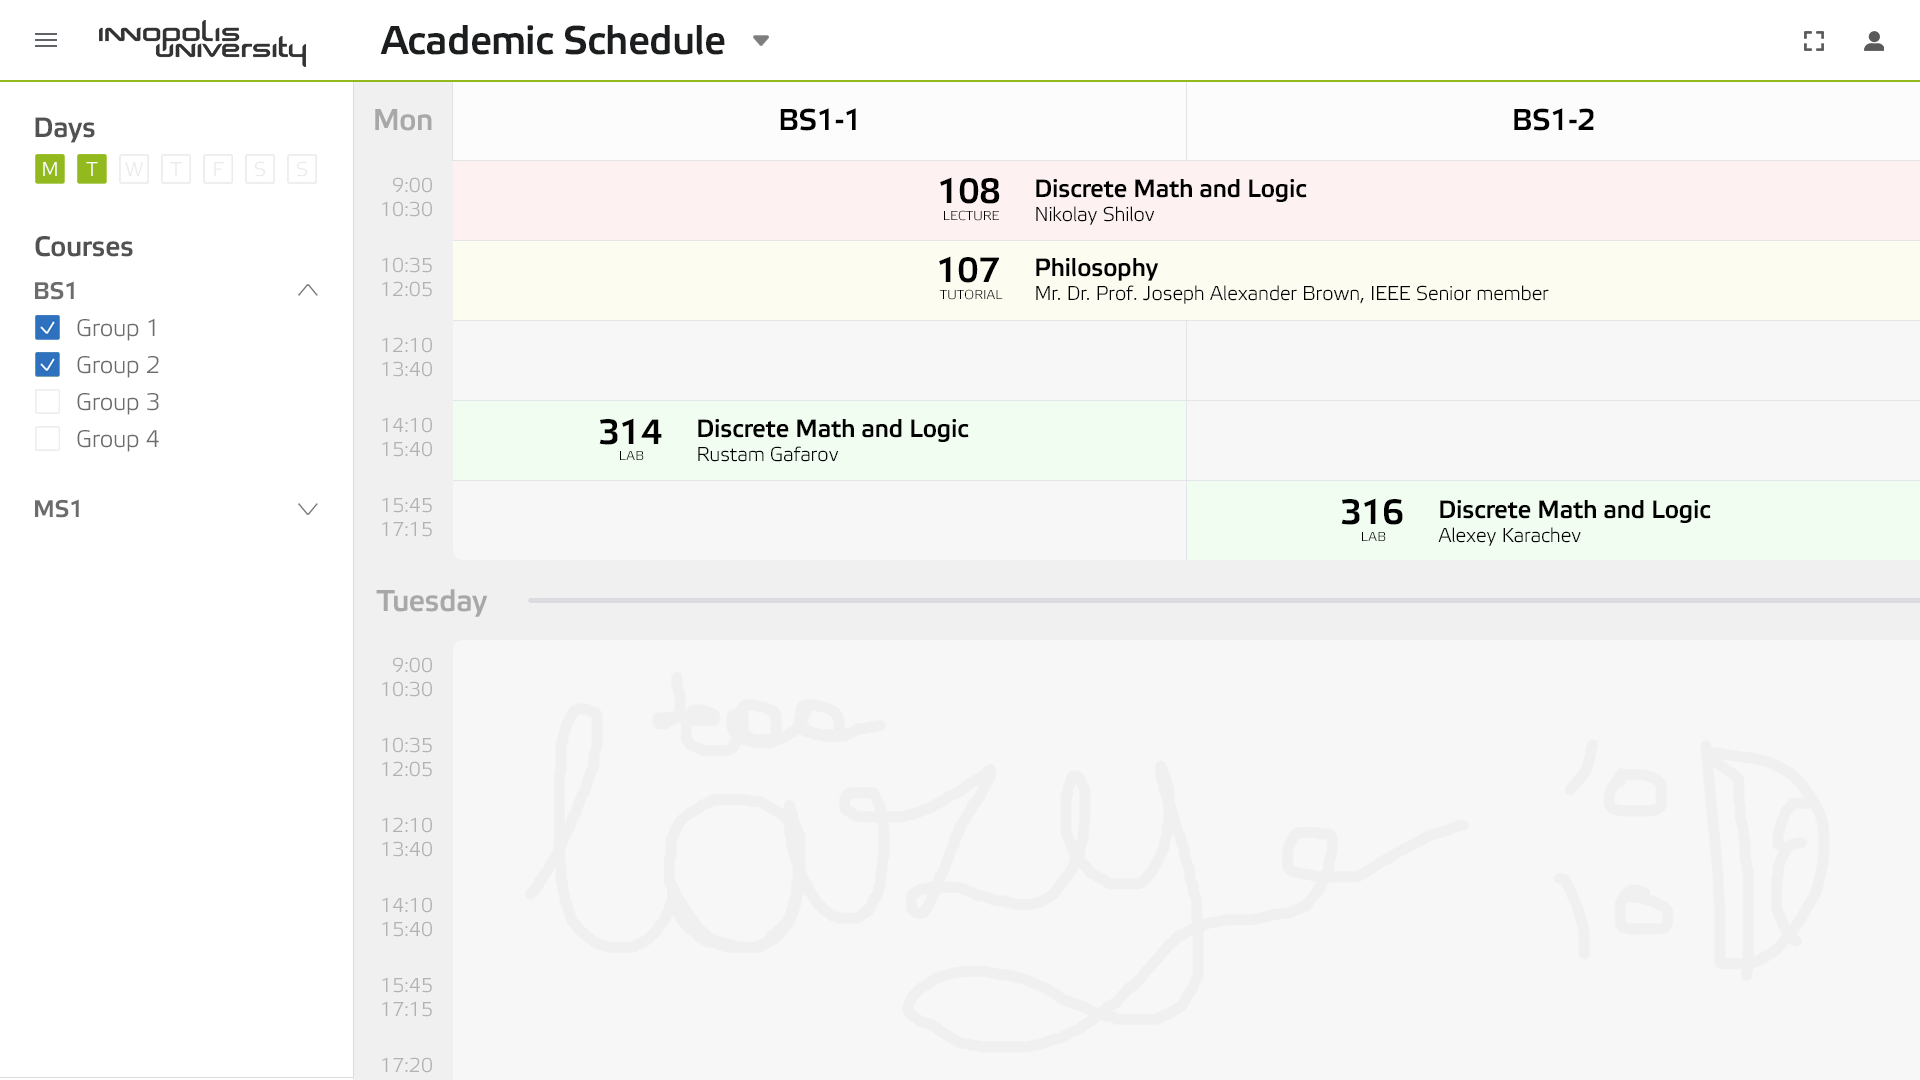 INNOPOLIS
UNIVERSITY
Academic Schedule
Days
M T W T F S S
Courses
BS1
Group 1
Group 2
Group 3
Group 4
MS1
Mon
BS1-1
BS1-2
9:00
10:30
108
LECTURE
Discrete Math and Logic
Nikolay Shilov
10:35
12:05
107
TUTORIAL
Philosophy
Mr. Dr. Prof. Joseph Alexander Brown, IEEE Senior member
12:10
13:40
14:10
15:40
314
LAB
Discrete Math and Logic
Rustam Gafarov
15:45
17:15
316
LAB
Discrete Math and Logic
Alexey Karachev
Tuesday
9:00
10:30
10:35
12:05
12:10
13:40
14:10
15:40
15:45
17:15
17:20
too
lazy